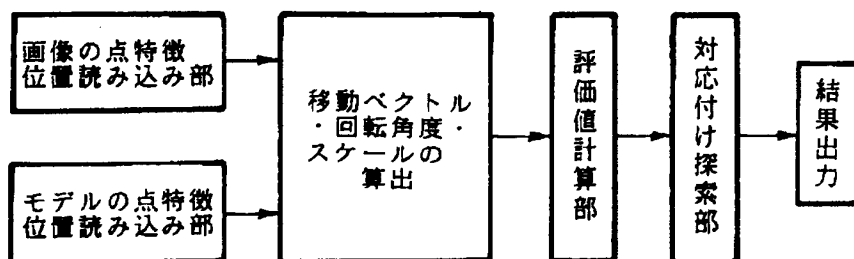 画像の点特徴
位置読み込み部
モデルの点特徴
位置読み込み部
移動ベクトル
・回転角度・
スケールの
算出
評価値計算部
対応付け探索部
結果出力